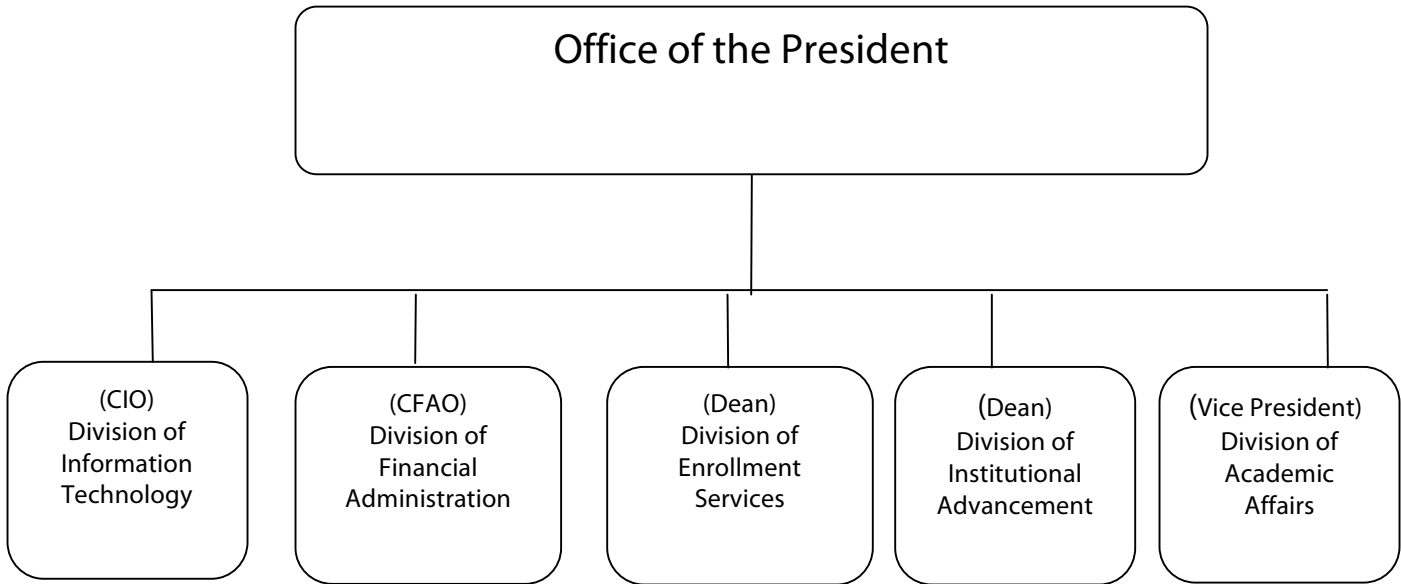 Office of the President
(CIO)
Division of
Information
Technology
(CFAO)
Division of
Financial
Administration
(Dean)
Division of
Enrollment
Services
(Dean)
Division of
Institutional
Advancement
(Vice President)
Division of
Academic
Affairs